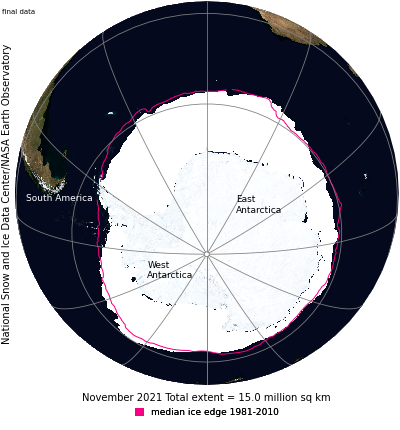 final data
National Snow and Ice Data Center/NASA Earth Observatory
South America
East
Antarctica
West
Antarctica
November 2021 Total extent = 15.0 million sq km
median ice edge 1981-2010